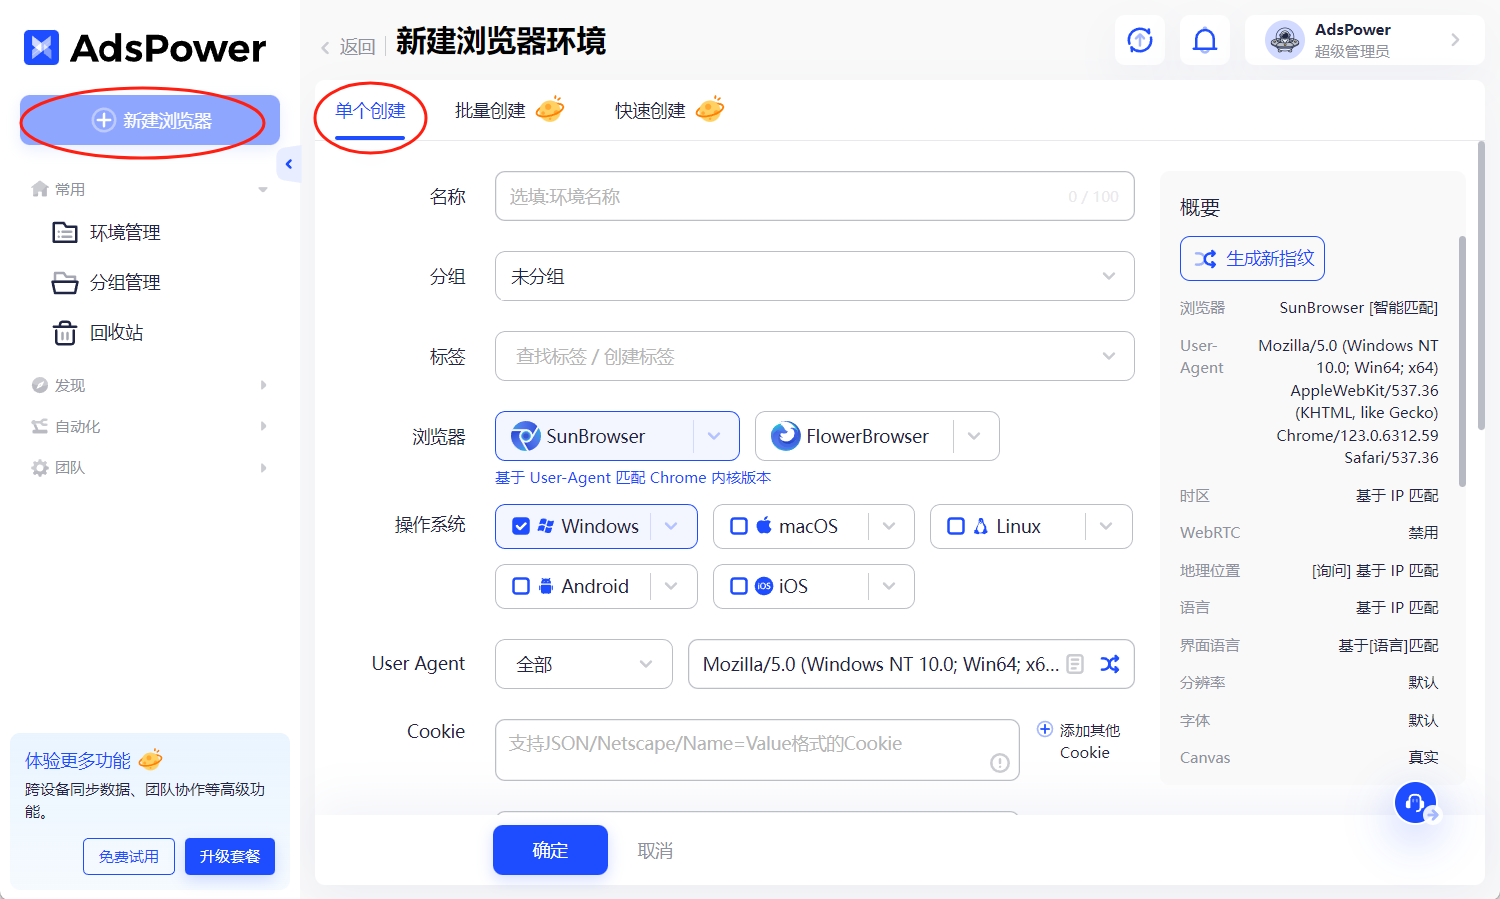 AdsPower
新建浏览器
常用
环境管理
分组管理
回收站
发现
自动化
团队
体验更多功能
跨设备同步数据、团队协作等高级功
能。
免费试用
升级套餐
返回
新建浏览器环境
AdsPower
超级管理员
单个创建
批量创建
快速创建
名称
选填:环境名称
0 / 100
分组
未分组
标签
查找标签 / 创建标签
浏览器
SunBrowser
FlowerBrowser
基于 User-Agent 匹配 Chrome 内核版本
操作系统
Windows
macOS
Linux
Android
iOS
iOS
User Agent
全部
Mozilla/5.0 (Windows NT 10.0; Win64; x6...
Cookie
支持JSON/Netscape/Name=Value格式的Cookie
添加其他
Cookie
确定
取消
概要
生成新指纹
浏览器
SunBrowser [智能匹配]
User-
Agent
Mozilla/5.0 (Windows NT
10.0; Win64; x64)
AppleWebKit/537.36
(KHTML, like Gecko)
Chrome/123.0.6312.59
Safari/537.36
时区
基于 IP 匹配
WebRTC
禁用
地理位置
[询问] 基于 IP 匹配
语言
基于 IP 匹配
界面语言
基于[语言]匹配
分辨率
默认
字体
默认
Canvas
真实